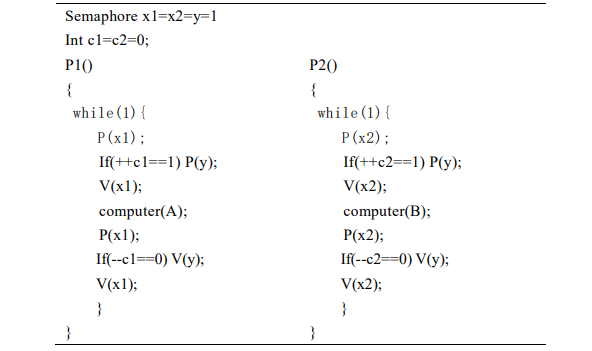 Semaphore x1=x2=y=1
Int c1=c2=0;
P1() P2()
{ {
while(1){ while(1){
P(x1); P(x2);
If(++c1==1) P(y); If(++c2==1) P(y);
V(x1); V(x2);
computer(A); computer(B);
P(x1); P(x2);
If(--c1==0) V(y); If(--c2==0) V(y);
V(x1); V(x2);
} }
} }